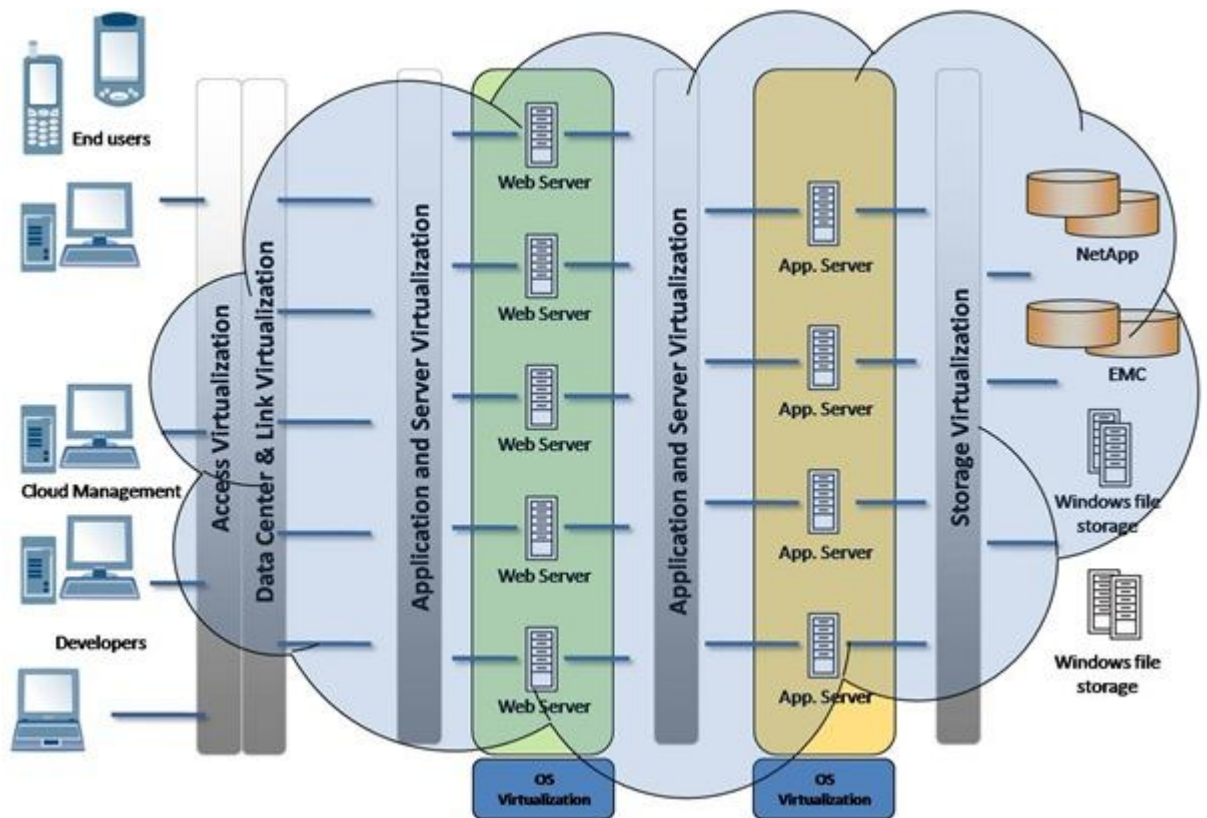 End users
Cloud Management
Developers
Access Virtualization
Data Center & Link Virtualization
Application and Server Virtualization
Web Server
Web Server
Web Server
Web Server
Web Server
OS
Virtualization
Application and Server Virtualization
App. Server
App. Server
App. Server
App. Server
OS
Virtualization
Storage Virtualization
NetApp
EMC
Windows file
storage
Windows file
storage